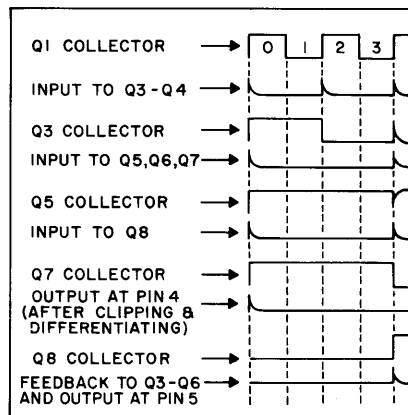 Q1 COLLECTOR
0 1 2 3
INPUT TO Q3-Q4
Q3 COLLECTOR
INPUT TO Q5,Q6,Q7
Q5 COLLECTOR
INPUT TO Q8
Q7 COLLECTOR
OUTPUT AT PIN 4
(AFTER CLIPPING &
DIFFERENTIATING)
Q8 COLLECTOR
FEEDBACK TO Q3-Q6
AND OUTPUT AT PIN 5